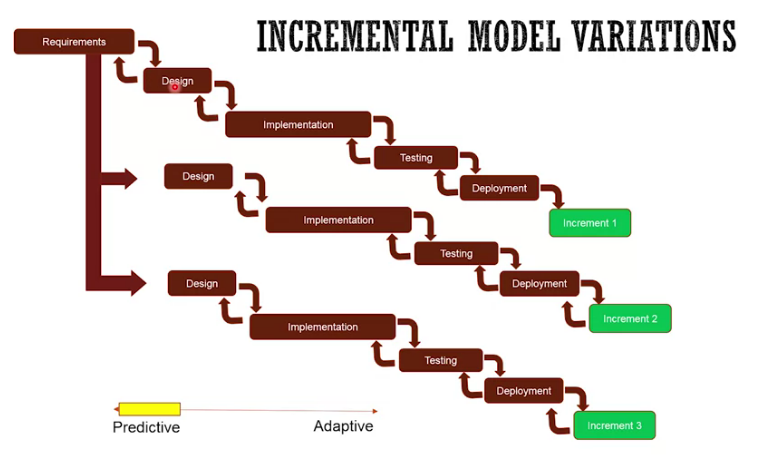 INCREMENTAL MODEL VARIATIONS
Requirements
Design
Implementation
Testing
Deployment
Increment 1
Design
Implementation
Testing
Deployment
Increment 2
Design
Implementation
Testing
Deployment
Increment 3
Predictive
Adaptive